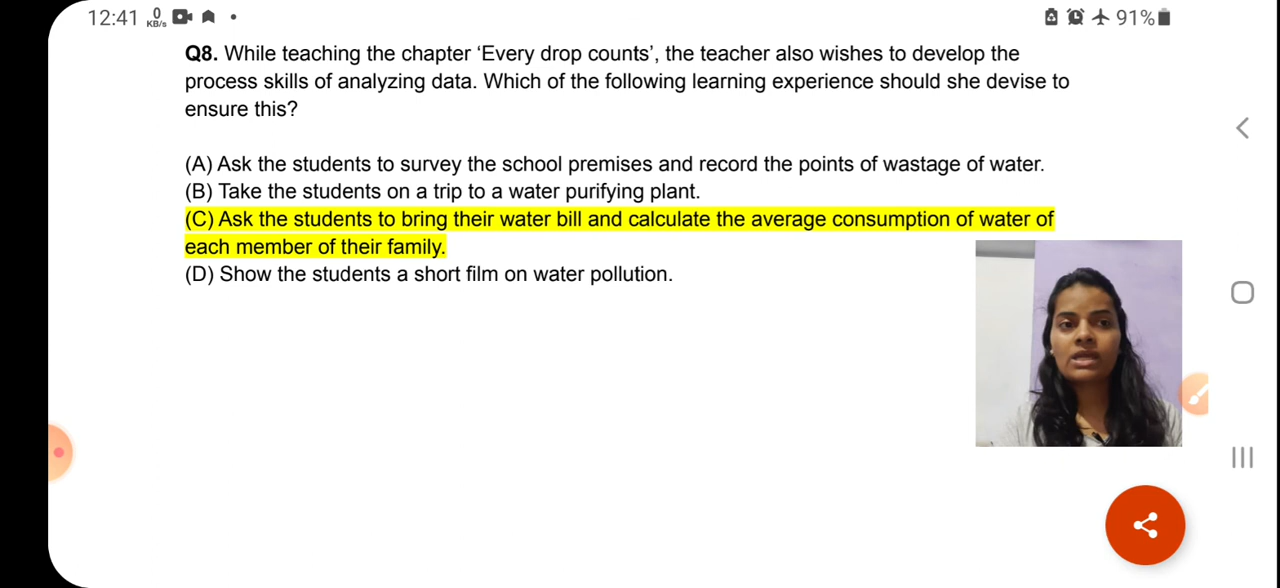 12:41 0 KB/s 91%
Q8. While teaching the chapter ‘Every drop counts’, the teacher also wishes to develop the
process skills of analyzing data. Which of the following learning experience should she devise to
ensure this?
(A) Ask the students to survey the school premises and record the points of wastage of water.
(B) Take the students on a trip to a water purifying plant.
(C) Ask the students to bring their water bill and calculate the average consumption of water of
each member of their family.
(D) Show the students a short film on water pollution.